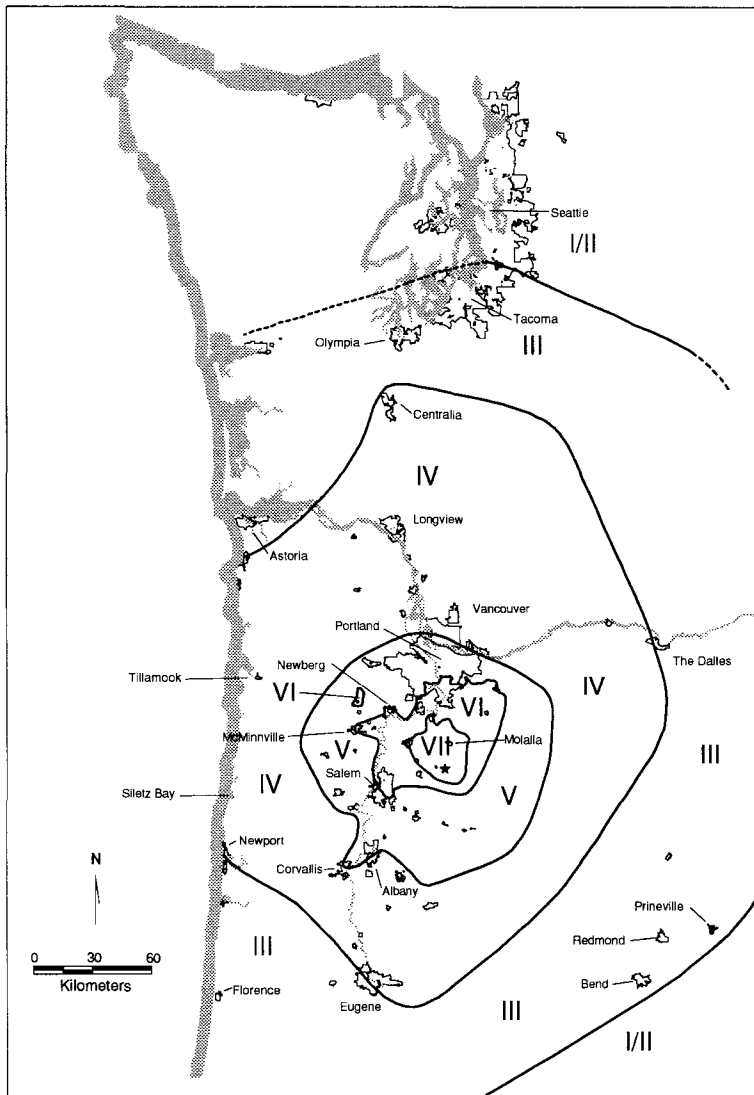 Seattle
I/II
Tacoma
Olympia
III
Centralia
IV
Longview
Astoria
Vancouver
Portland
The Dalles
Newberg
Tillamook
VI
IV
VI
McMinnville
V
VII
Molalla
III
Salem
Siletz Bay
IV
V
Newport
N
Corvallis
Albany
Prineville
III
Redmond
0 30 60
Kilometers
Bend
Florence
Eugene
III
I/II